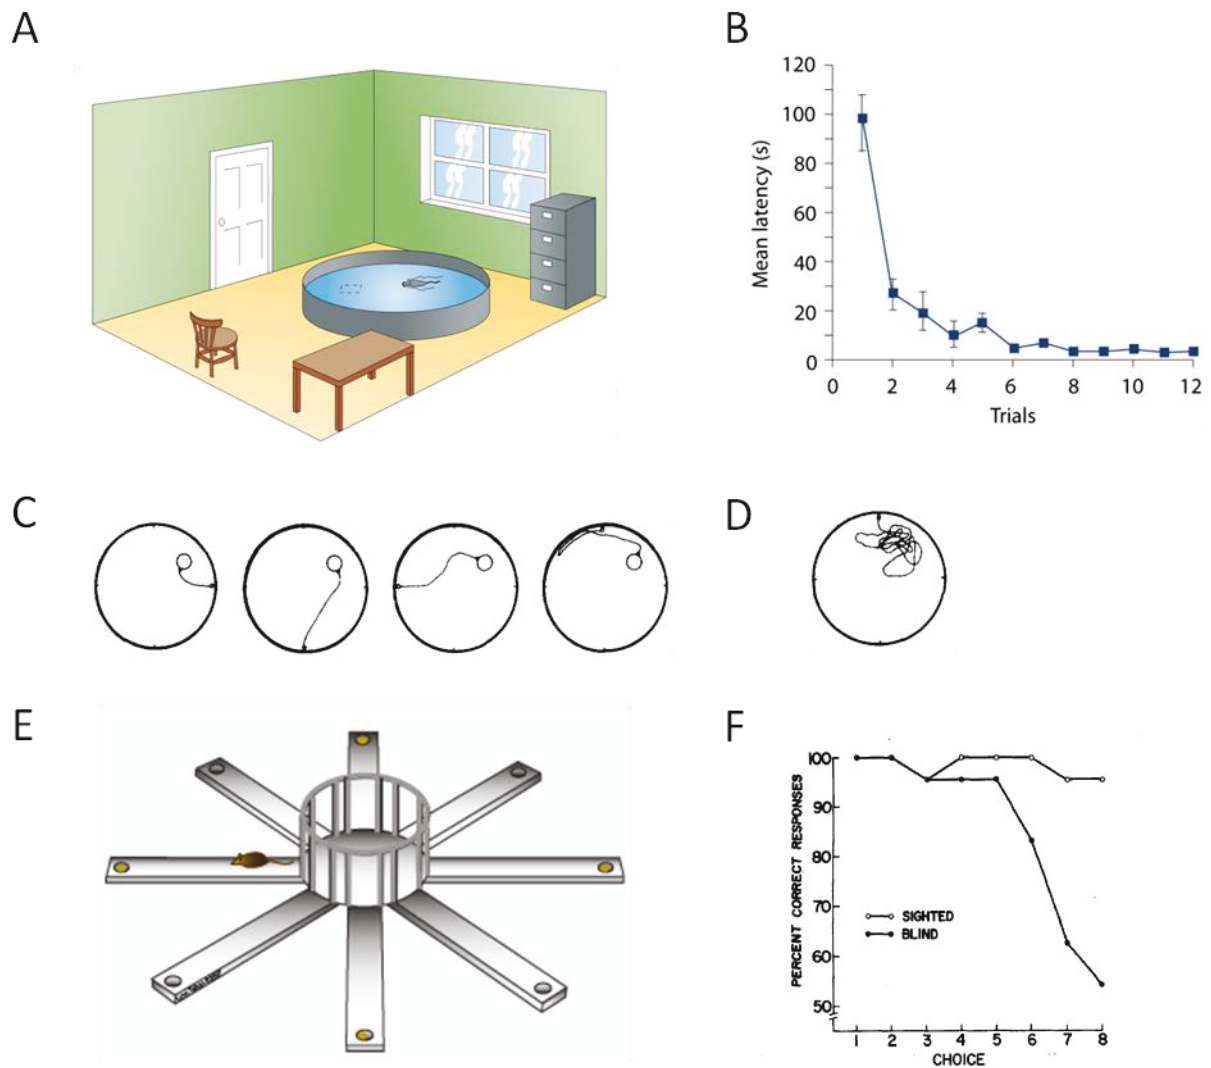 A
B
120
100
80
60
40
20
0
Mean latency (s)
0 2 4 6 8 10 12
Trials
C
D
E
F
100
90
80
70
60
50
PERCENT CORRECT RESPONSES
SIGHTED
BLIND
1 2 3 4 5 6 7 8
CHOICE